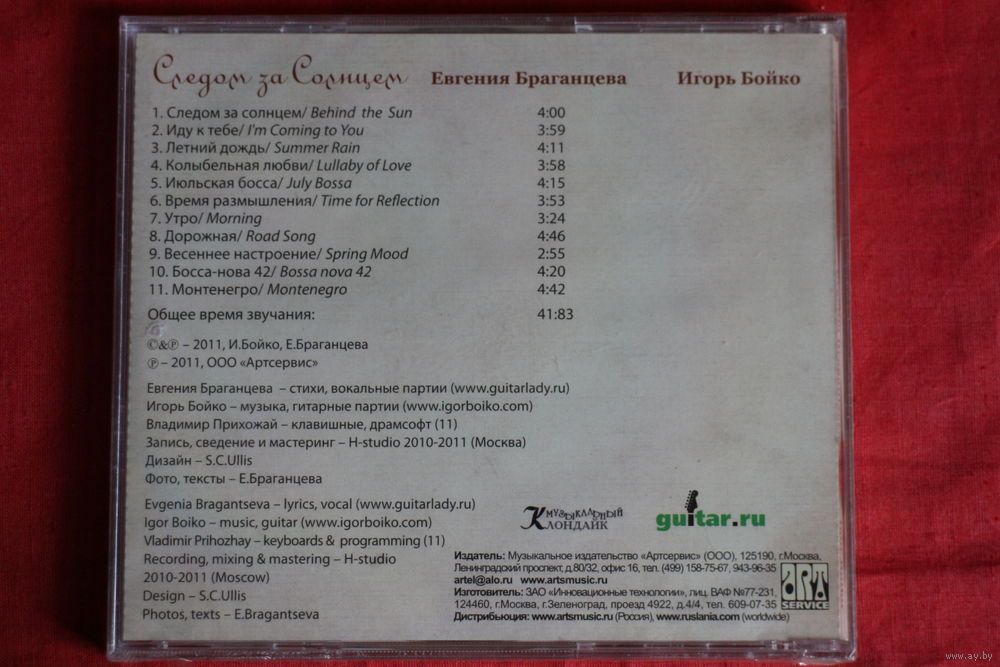 Следом за Солнцем Евгения Браганцева Игорь Бойко
1. Следом за солнцем/ Behind the Sun 4:00
2. Иду к тебе/ I'm Coming to You 3:59
3. Летний дождь/ Summer Rain 4:11
4. Колыбельная любви/ Lullaby of Love 3:58
5. Июльская босса/ July Bossa 4:15
6. Время размышления/ Time for Reflection 3:53
7. Утро/ Morning 3:24
8. Дорожная/ Road Song 4:46
9. Весеннее настроение/ Spring Mood 2:55
10. Босса-нова 42/ Bossa nova 42 4:20
11. Монтенегро/ Montenegro 4:42
Общее время звучания: 41:83
©&℗ – 2011, И.Бойко, Е.Браганцева
℗ – 2011, ООО «Артсервис»
Евгения Браганцева – стихи, вокальные партии (www.guitarlady.ru)
Игорь Бойко – музыка, гитарные партии (www.igorboiko.com)
Владимир Прихожай – клавишные, драмсофт (11)
Запись, сведение и мастеринг – H-studio 2010-2011 (Москва)
Дизайн – S.C.Ullis
Фото, тексты – Е.Браганцева
Evgenia Bragantseva – lyrics, vocal (www.guitarlady.ru)
Igor Boiko – music, guitar (www.igorboiko.com)
Vladimir Prihozhay – keyboards & programming (11)
Recording, mixing & mastering – H-studio
2010-2011 (Moscow)
Design – S.C.Ullis
Photos, texts – E.Bragantseva
Музыкальный
Клондайк
guitar.ru
Издатель: Музыкальное издательство «Артсервис» (ООО), 125190, г.Москва,
Ленинградский проспект, д.80/32, офис 16, тел. (499) 158-75-67, 943-96-35
artel@alo.ru www.artsmusic.ru
Изготовитель: ЗАО «Инновационные технологии», лиц. ВАФ №77-231,
124460, г.Москва, г.Зеленоград, проезд 4922, д.4/4, тел. 609-07-35
Дистрибьюция: www.artsmusic.ru (Россия), www.ruslania.com (worldwide)
ART
SERVICE
www.ay.by